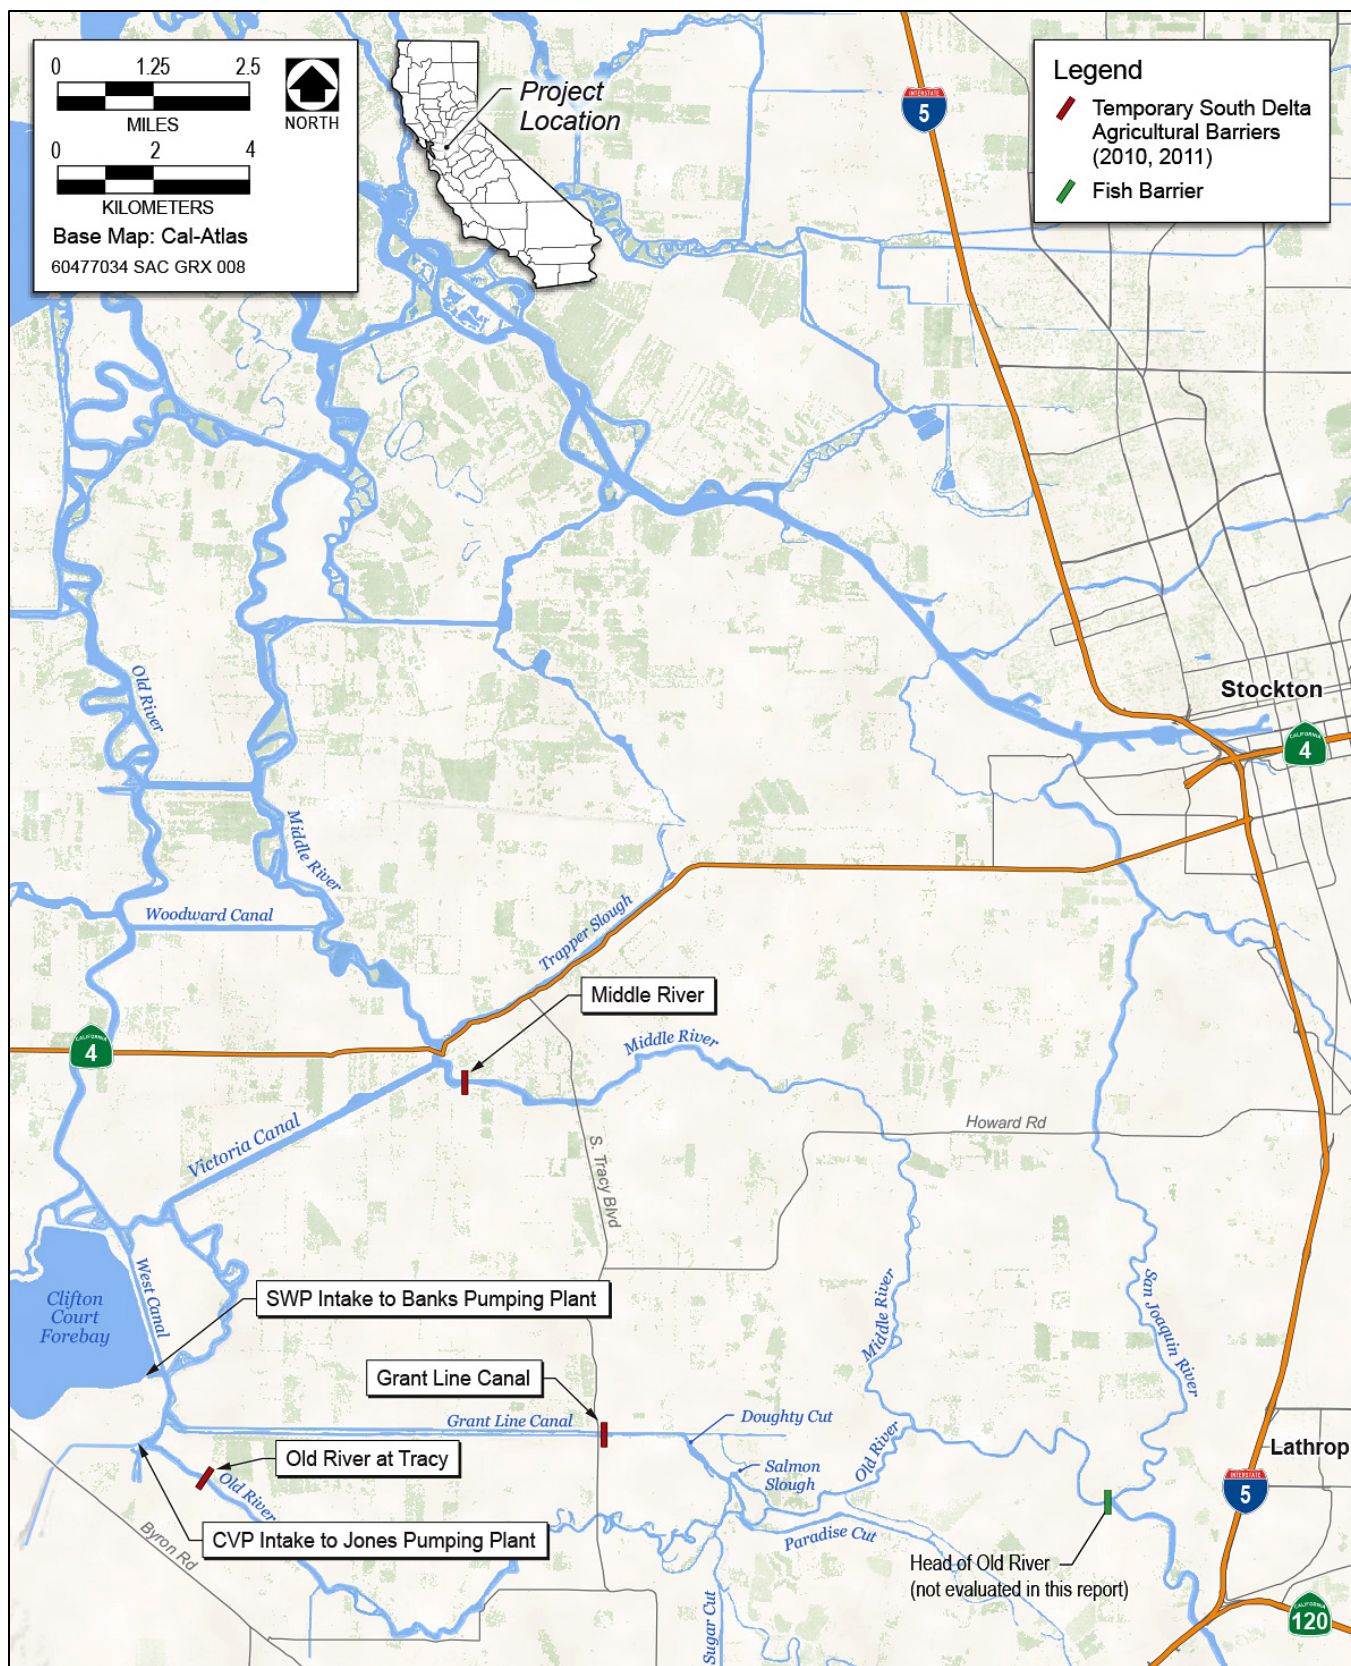 0 1.25 2.5
MILES
0 2 4
KILOMETERS
NORTH
Base Map: Cal-Atlas
60477034 SAC GRX 008
Project
Location
INTERSTATE
5
Legend
Temporary South Delta
Agricultural Barriers
(2010, 2011)
Fish Barrier
Old River
Stockton
CALIFORNIA
4
Middle River
Woodward Canal
Trapper Slough
Middle River
CALIFORNIA
4
Middle River
Victoria Canal
Howard Rd
S. Tracy Blvd
West Canal
Clifton
Court
Forebay
SWP Intake to Banks Pumping Plant
Middle River
San Joaquin River
Grant Line Canal
Grant Line Canal
Doughty Cut
Old River
Lathrop
Old River at Tracy
Salmon
Slough
Old River
INTERSTATE
5
CVP Intake to Jones Pumping Plant
Byron Rd
Paradise Cut
Head of Old River
(not evaluated in this report)
Sugar Cut
CALIFORNIA
120